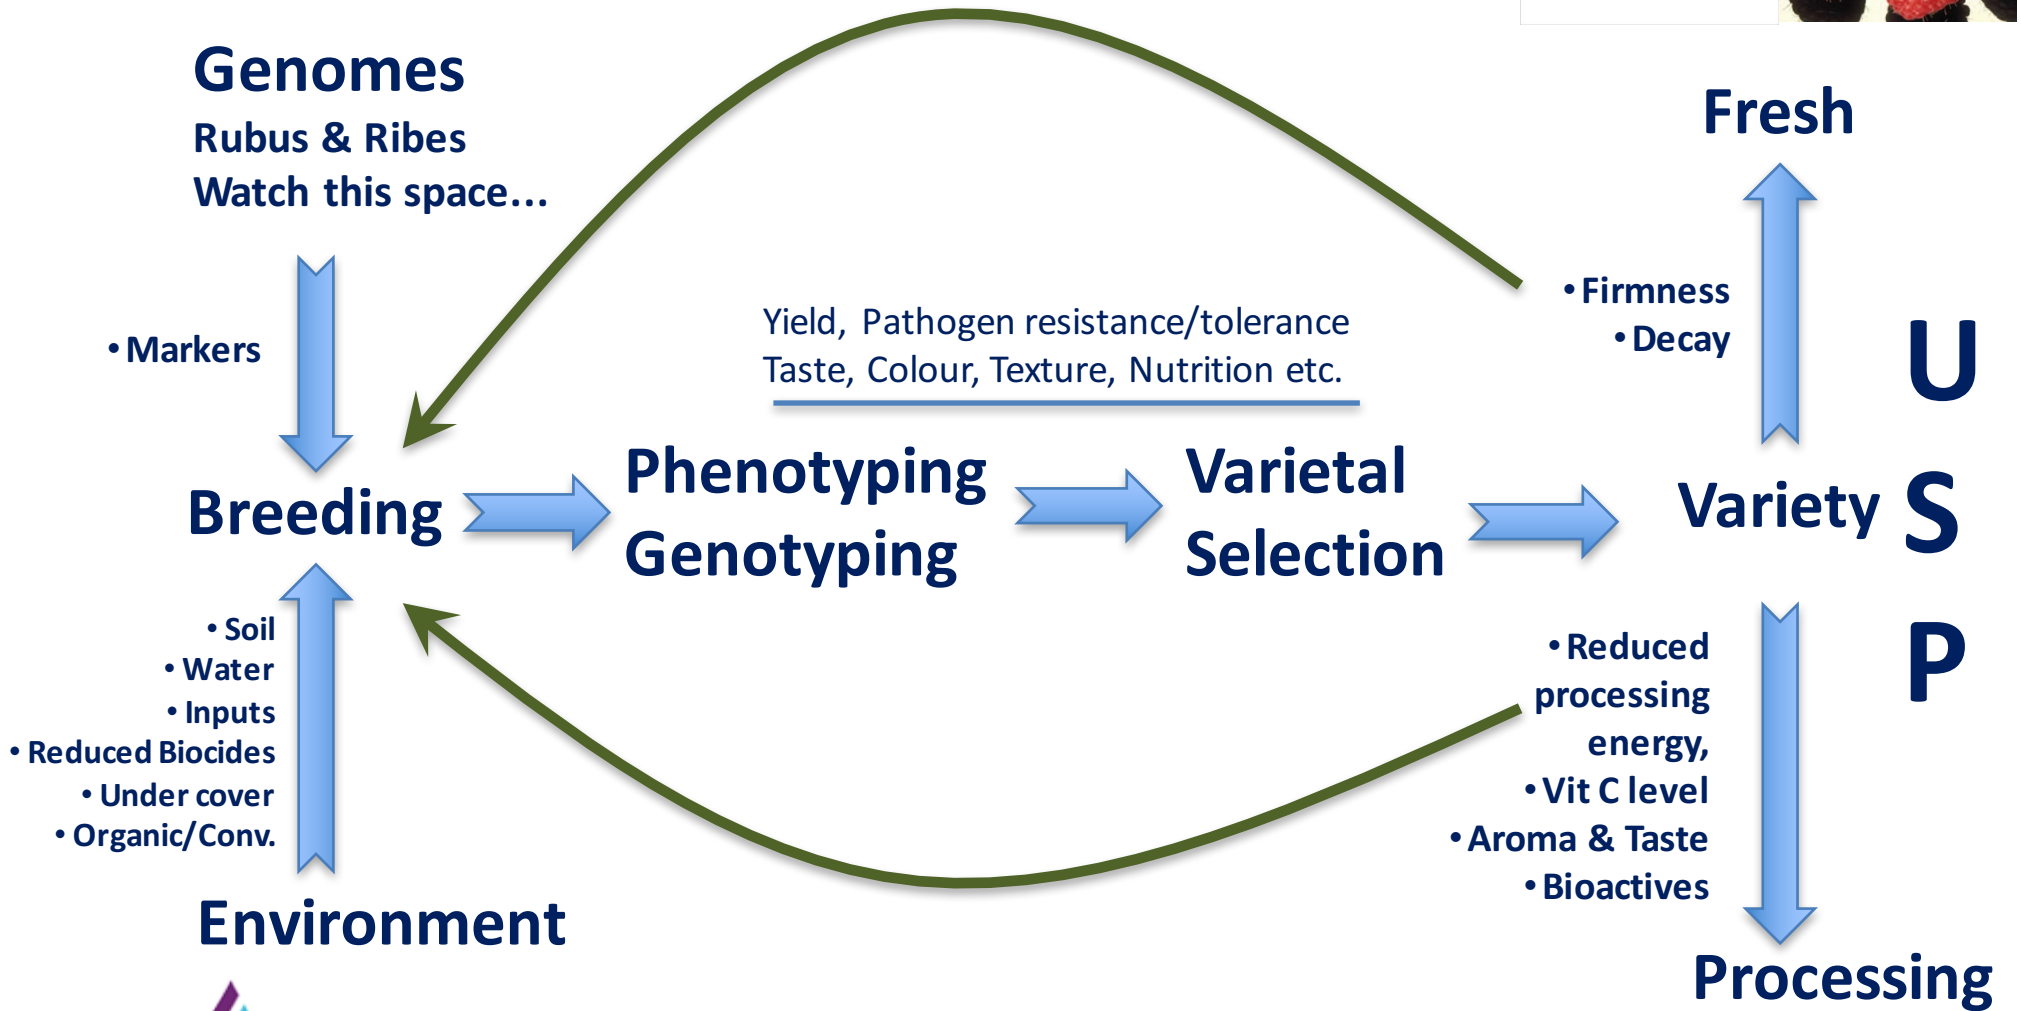 Genomes
Rubus & Ribes
Watch this space...
• Markers
Breeding
• Soil
• Water
• Inputs
• Reduced Biocides
• Under cover
• Organic/Conv.
Environment
Yield, Pathogen resistance/tolerance
Taste, Colour, Texture, Nutrition etc.
Phenotyping
Genotyping
Varietal
Selection
Fresh
• Firmness
• Decay
Variety
• Reduced
processing
energy,
• Vit C level
• Aroma & Taste
• Bioactives
Processing
U
S
P